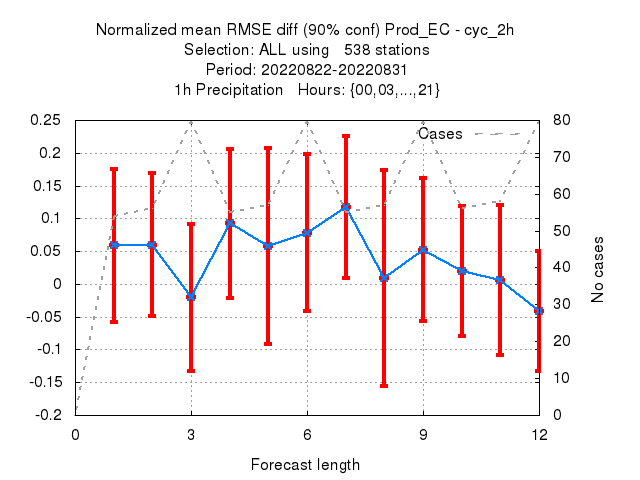 Normalized mean RMSE diff (90% conf) Prod_EC - cyc_2h
Selection: ALL using   538 stations
Period: 20220822-20220831
1h Precipitation   Hours: {00,03,...,21}
Cases
0.25
0.2
0.15
0.1
0.05
0
-0.05
-0.1
-0.15
-0.2
80
70
60
50
40
30
20
10
0
No cases
0 3 6 9 12
Forecast length